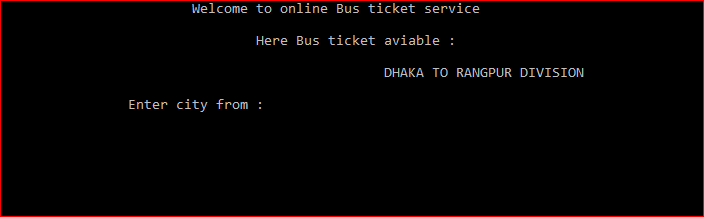 Welcome to online Bus ticket service
Here Bus ticket aviable :
DHAKA TO RANGPUR DIVISION
Enter city from :